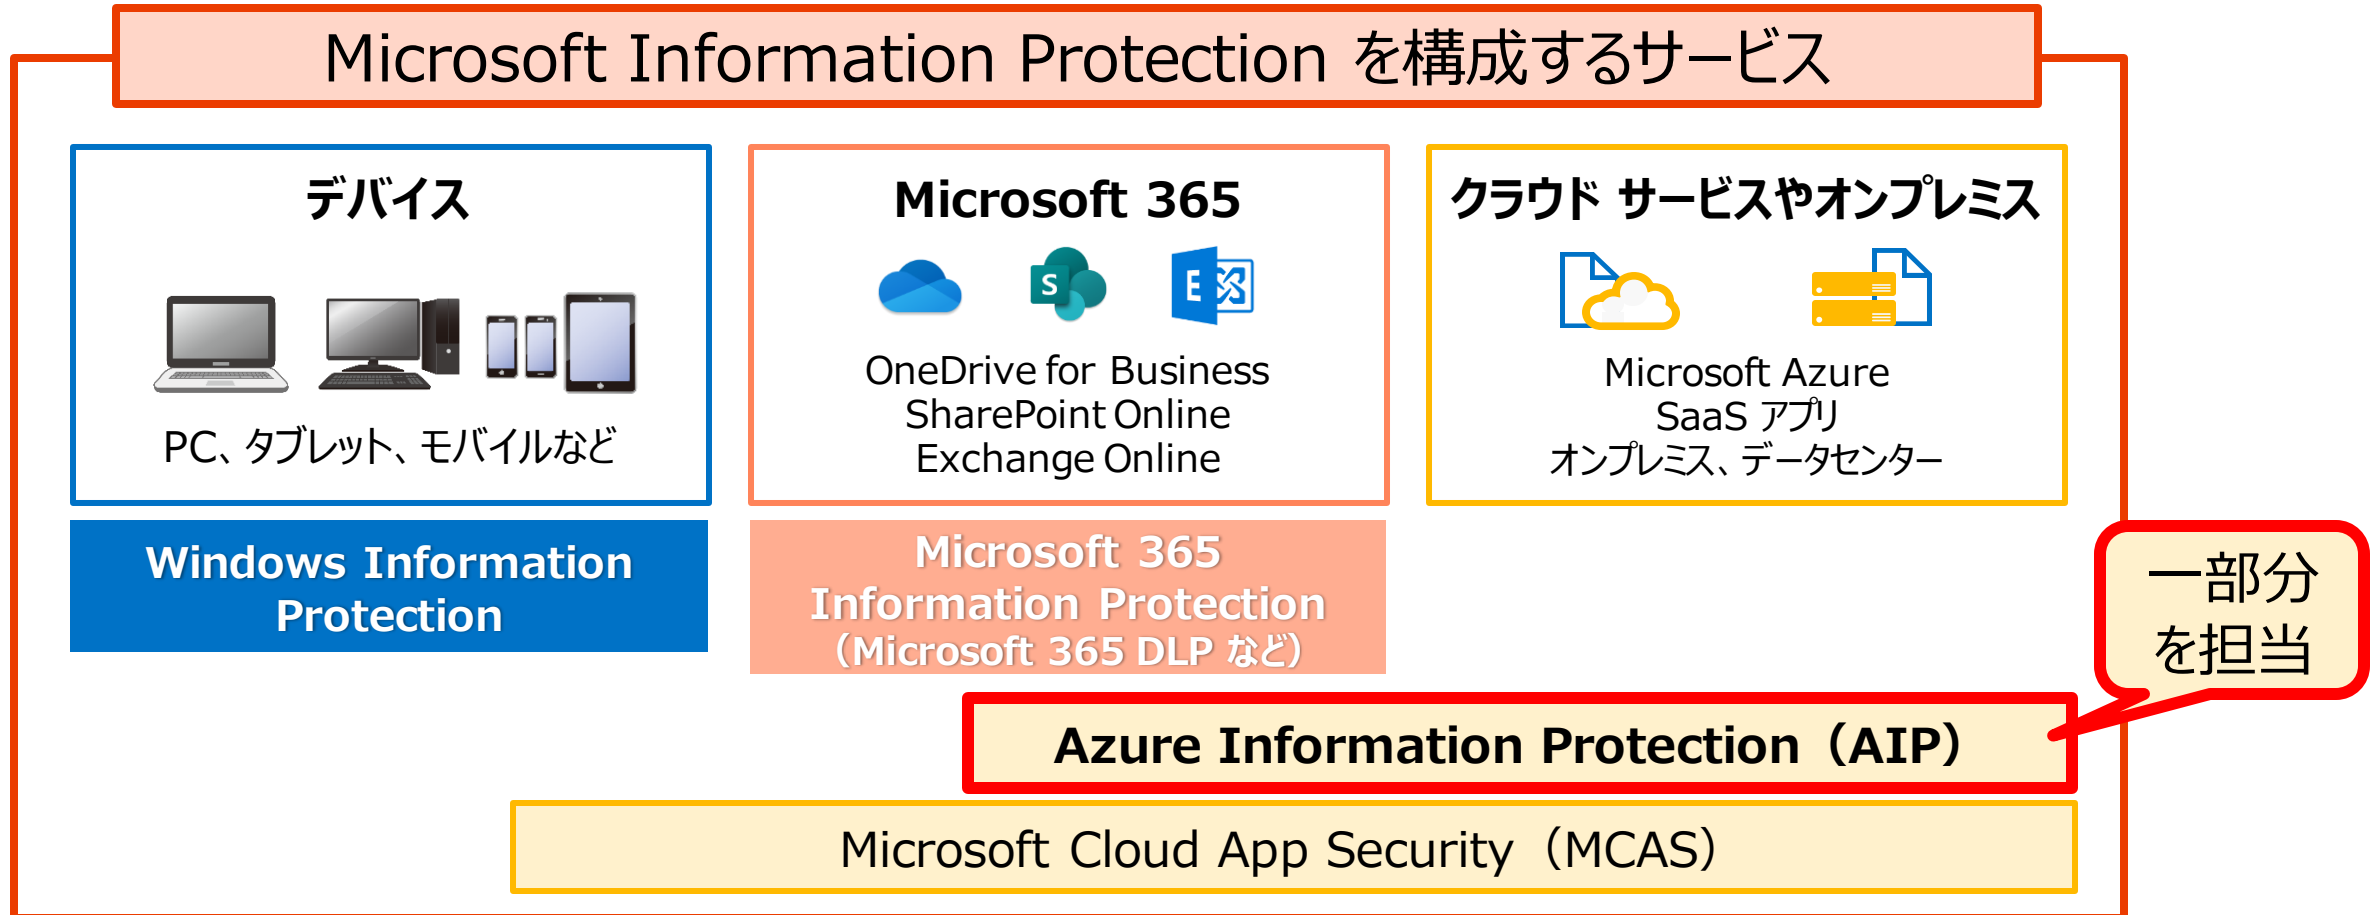 Microsoft Information Protection を構成するサービス
デバイス
PC、タブレット、モバイルなど
Windows Information
Protection
Microsoft 365
S
E
OneDrive for Business
SharePoint Online
Exchange Online
Microsoft 365
Information Protection
（Microsoft 365 DLP など）
クラウド サービスやオンプレミス
Microsoft Azure
SaaS アプリ
オンプレミス、データセンター
一部分
を担当
Azure Information Protection（AIP）
Microsoft Cloud App Security（MCAS）